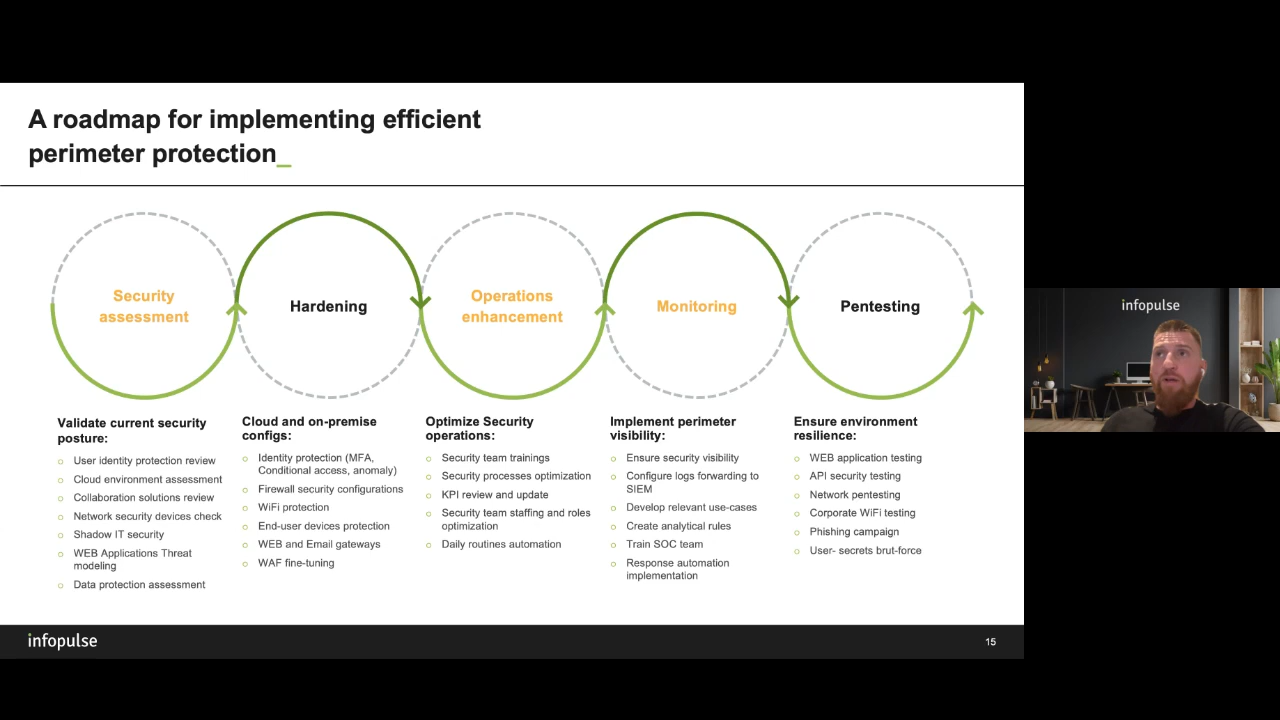 A roadmap for implementing efficient
perimeter protection_
Security
assessment
Hardening
Operations
enhancement
Monitoring
Pentesting
Validate current security
posture:
User identity protection review
Cloud environment assessment
Collaboration solutions review
Network security devices check
Shadow IT security
WEB Applications Threat
modeling
Data protection assessment
Cloud and on-premise
configs:
Identity protection (MFA,
Conditional access, anomaly)
Firewall security configurations
WiFi protection
End-user devices protection
WEB and Email gateways
WAF fine-tuning
Optimize Security
operations:
Security team trainings
Security processes optimization
KPI review and update
Security team staffing and roles
optimization
Daily routines automation
Implement perimeter
visibility:
Ensure security visibility
Configure logs forwarding to
SIEM
Develop relevant use-cases
Create analytical rules
Train SOC team
Response automation
implementation
Ensure environment
resilience:
WEB application testing
API security testing
Network pentesting
Corporate WiFi testing
Phishing campaign
User- secrets brut-force
infopulse
15
infopulse